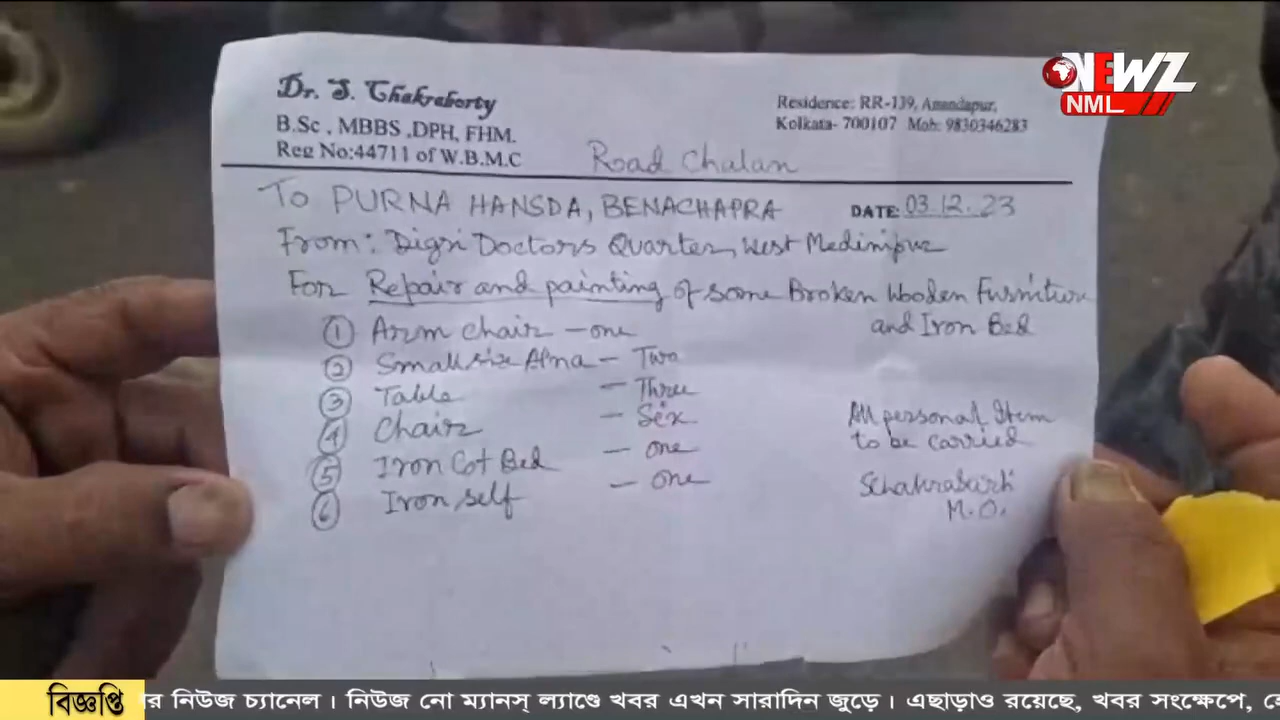 Dr. S. Chakraborty
B.Sc , MBBS ,DPH, FHM.
Reg No:44711 of W.B.M.C
Residence: RR-139, Anandapur,
Kolkata- 700107 Mob: 9830346283
NEWZ
NML
Road Chalan
To PURNA HANSDA, BENACHAPRA
DATE 03.12.23
From: Digri Doctors Quarter, West Medinipur
For Repair and painting of some Broken Wooden Furniture
and Iron Bed
① Arm chair - one
② Small size Alna - Two
③ Table - Three
④ Chair - Six
⑤ Iron Cot Bed - one
⑥ Iron self - one
All personal Item
to be carried
SChakrabarti
M.O.
বিজ্ঞপ্তি
র নিউজ চ্যানেল । নিউজ নো ম্যানস্ ল্যাণ্ডে খবর এখন সারাদিন জুড়ে । এছাড়াও রয়েছে, খবর সংক্ষেপে,